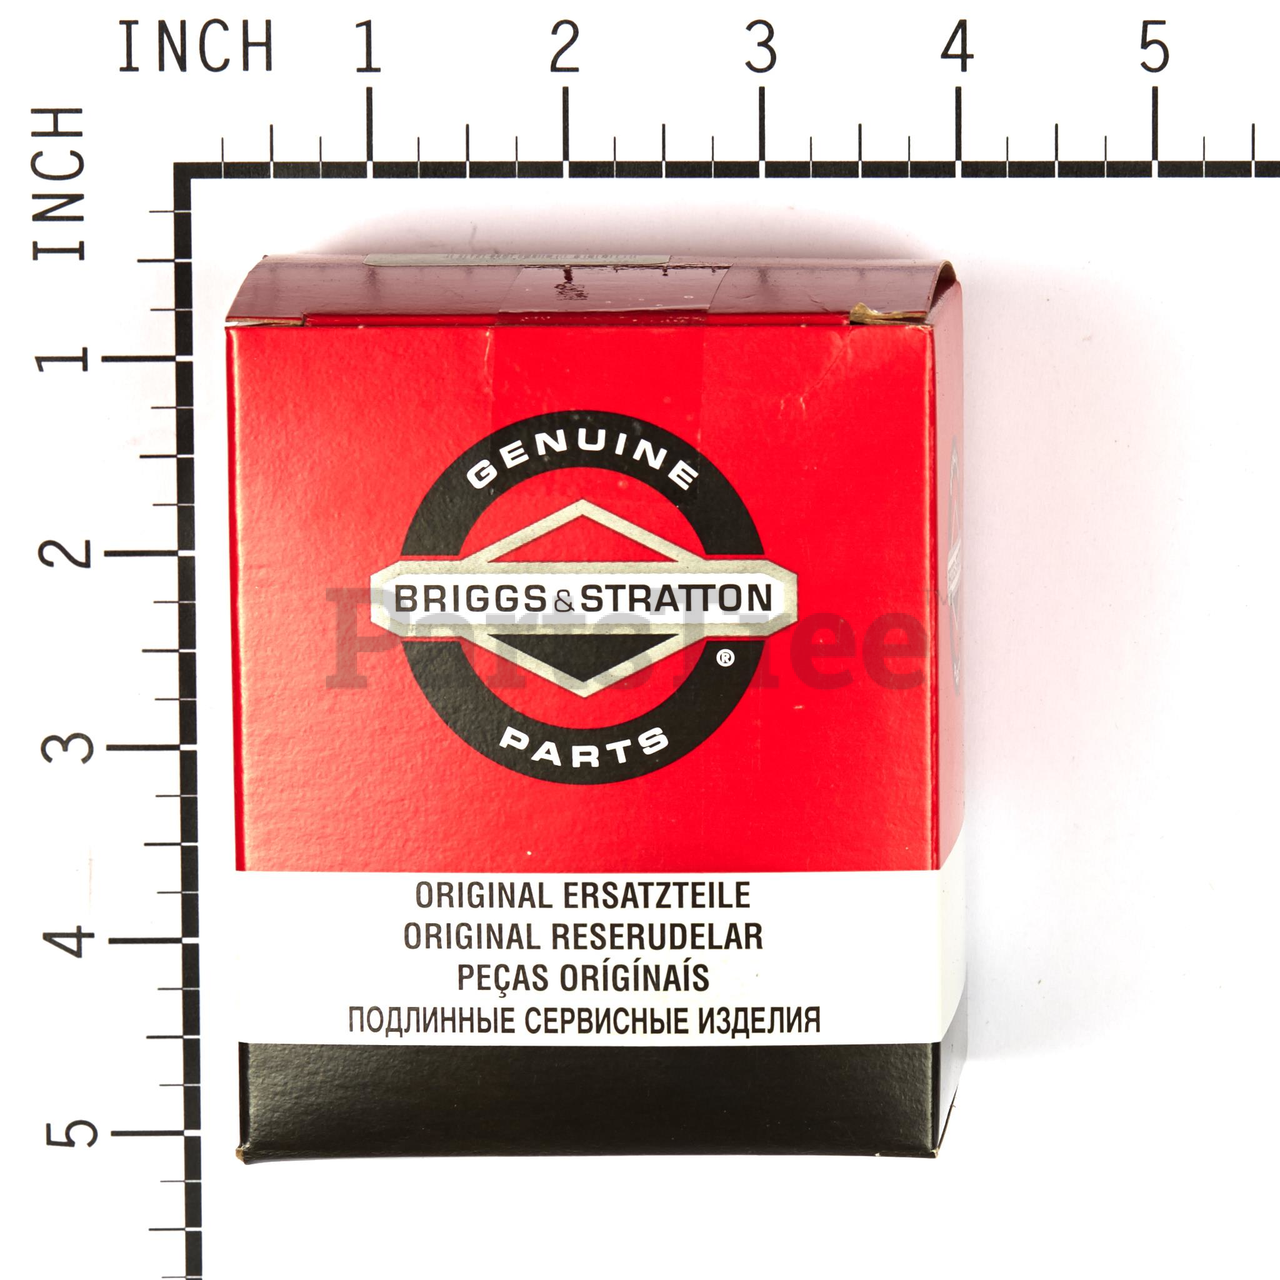 INCH 1 2 3 4 5
INCH
1
2
3
4
5
GENUINE
BRIGGS & STRATTON
®
PARTS
PartsTree
ORIGINAL ERSATZTEILE
ORIGINAL RESERUDELAR
PEÇAS ORÍGÍNAÍS
ПОДЛИННЫЕ СЕРВИСНЫЕ ИЗДЕЛИЯ